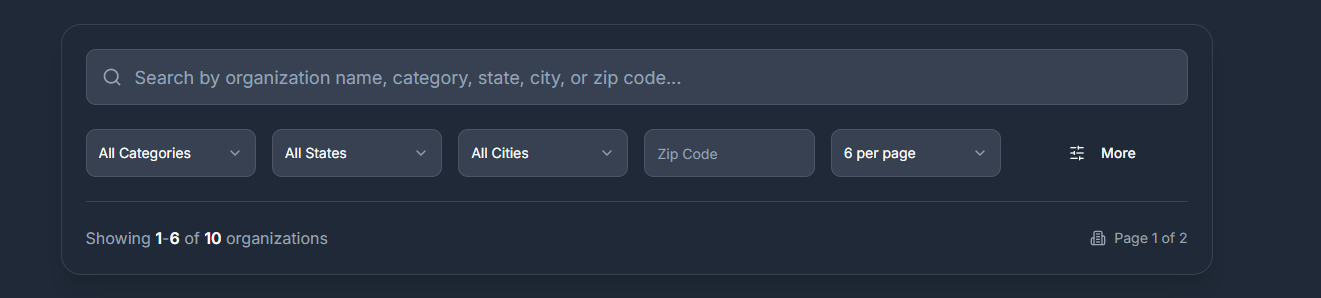 Search by organization name, category, state, city, or zip code...
All Categories All States All Cities Zip Code 6 per page More
Showing 1-6 of 10 organizations Page 1 of 2